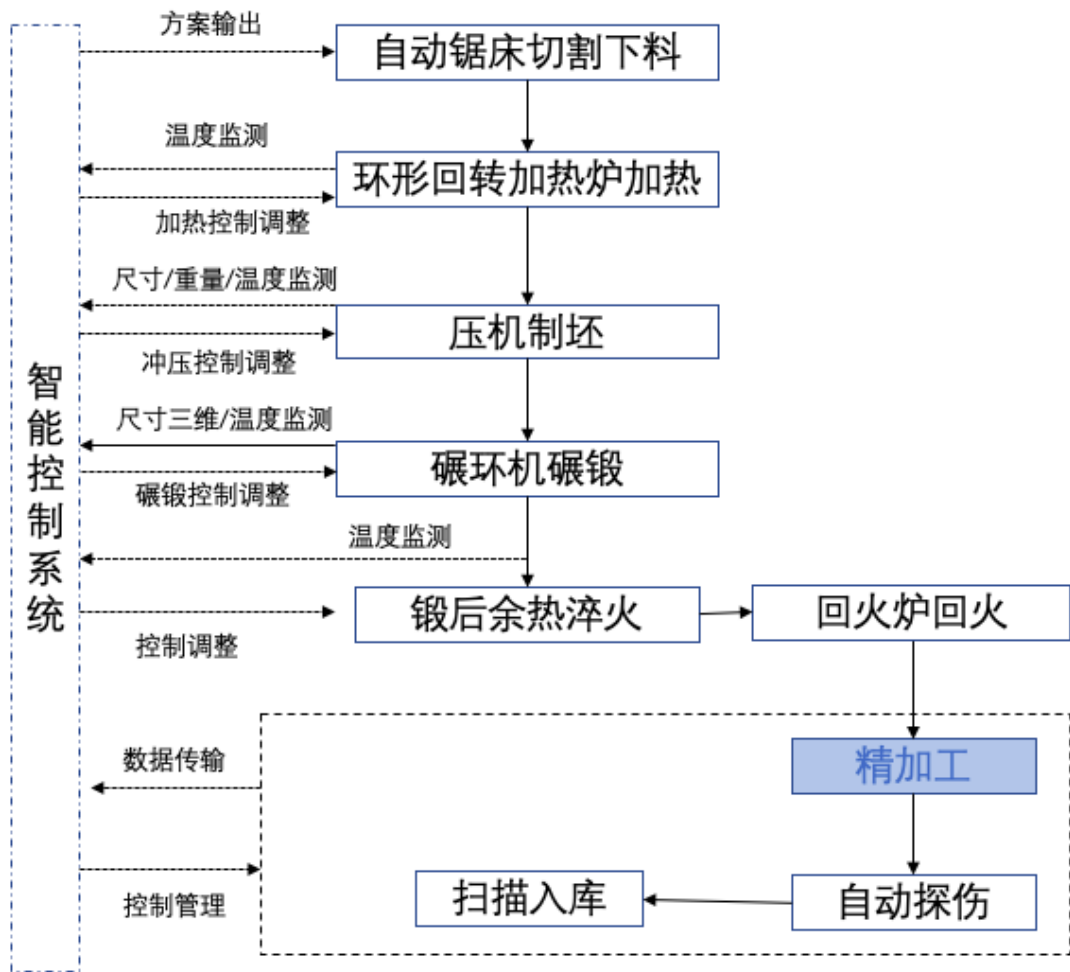 方案输出
自动锯床切割下料
温度监测
环形回转加热炉加热
加热控制调整
尺寸/重量/温度监测
压机制坯
冲压控制调整
智能控制系统
尺寸三维/温度监测
碾环机碾锻
碾锻控制调整
温度监测
锻后余热淬火
回火炉回火
控制调整
数据传输
精加工
控制管理
扫描入库
自动探伤